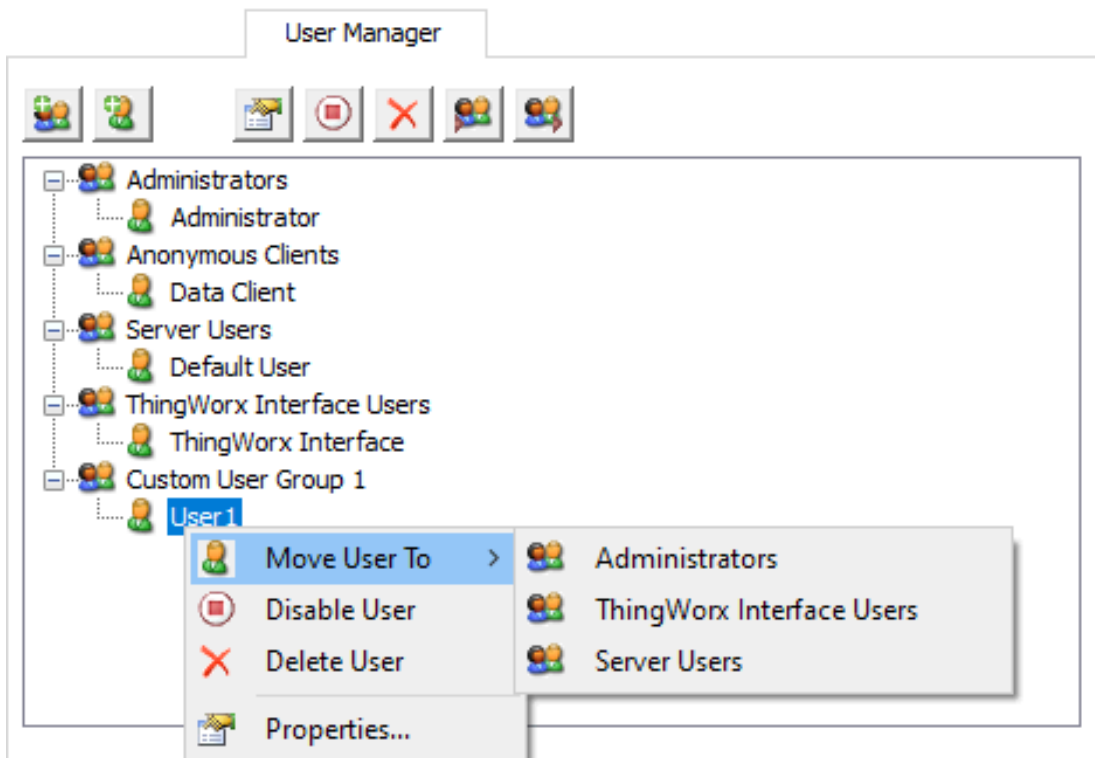 User Manager
Administrators
Administrator
Anonymous Clients
Data Client
Server Users
Default User
ThingWorx Interface Users
ThingWorx Interface
Custom User Group 1
User1
Move User To
Administrators
Disable User
ThingWorx Interface Users
Delete User
Server Users
Properties...